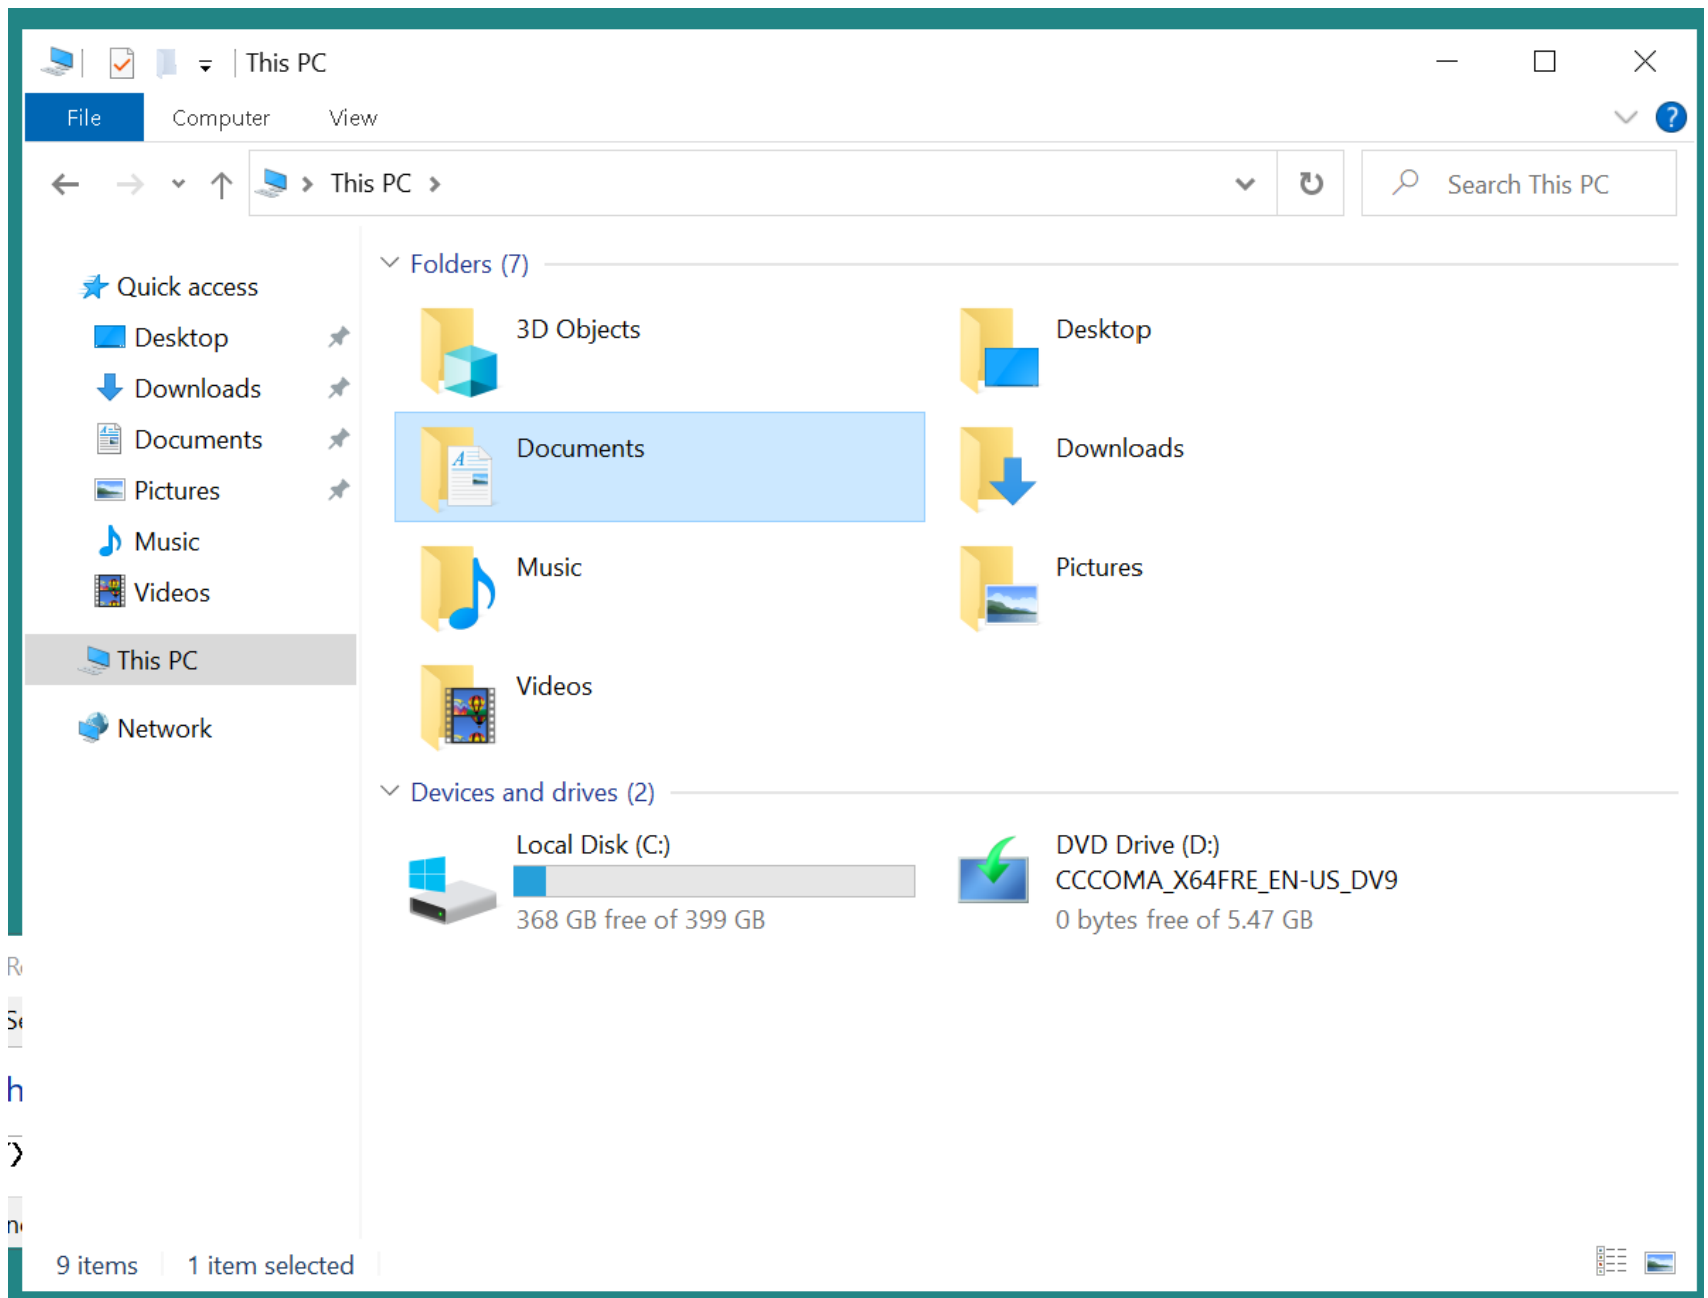 This PC
File Computer View
This PC
Search This PC
Quick access
Desktop
Downloads
Documents
Pictures
Music
Videos
This PC
Network
Folders (7)
3D Objects
Desktop
Documents
Downloads
Music
Pictures
Videos
Devices and drives (2)
Local Disk (C:)
368 GB free of 399 GB
DVD Drive (D:)
CCCOMA_X64FRE_EN-US_DV9
0 bytes free of 5.47 GB
9 items 1 item selected